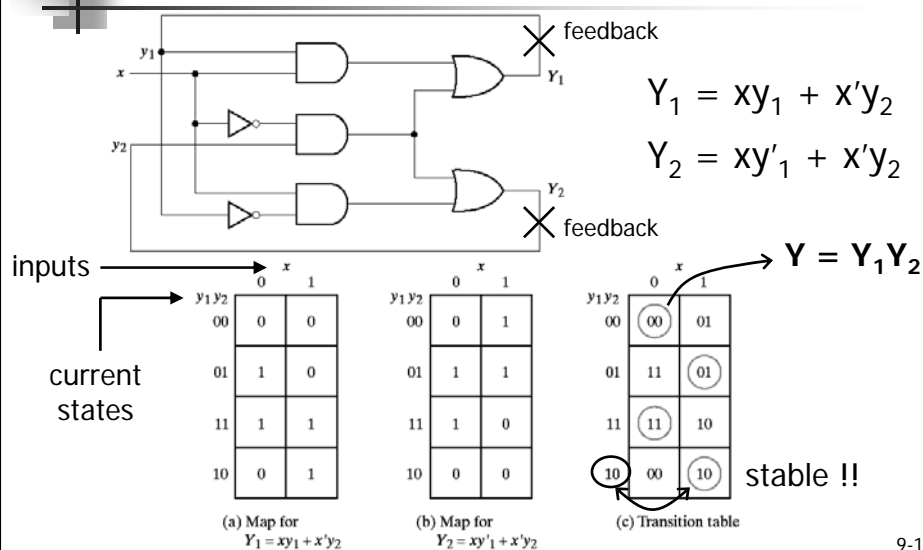 feedback
y₁
x
Y₁
Y₁ = xy₁ + x′y₂
y₂
Y₂ = xy′₁ + x′y₂
Y₂
feedback
Y = Y₁Y₂
inputs
x
0 1
y₁y₂
00 0 0
01 1 0
11 1 1
10 0 1
current
states
(a) Map for
Y₁ = xy₁ + x′y₂
x
0 1
y₁y₂
00 0 1
01 1 1
11 1 0
10 0 0
(b) Map for
Y₂ = xy′₁ + x′y₂
x
0 1
y₁y₂
00 00 01
01 11 01
11 11 10
10 00 10
stable !!
(c) Transition table
9-1